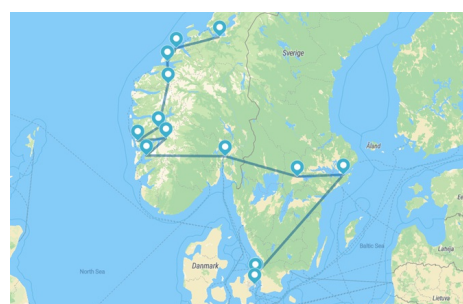 Sverige
Åland
Danmark
Baltic Sea
North Sea
Latvija
Lietuva